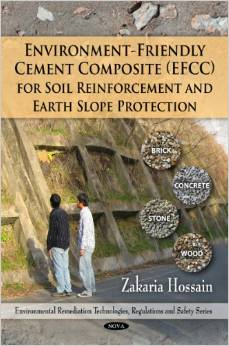 ENVIRONMENT-FRIENDLY
CEMENT COMPOSITE (EFCC)
FOR SOIL REINFORCEMENT AND
EARTH SLOPE PROTECTION
BRICK
CONCRETE
STONE
WOOD
Zakaria Hossain
Environmental Remediation Technologies, Regulations and Safety Series
NOVA